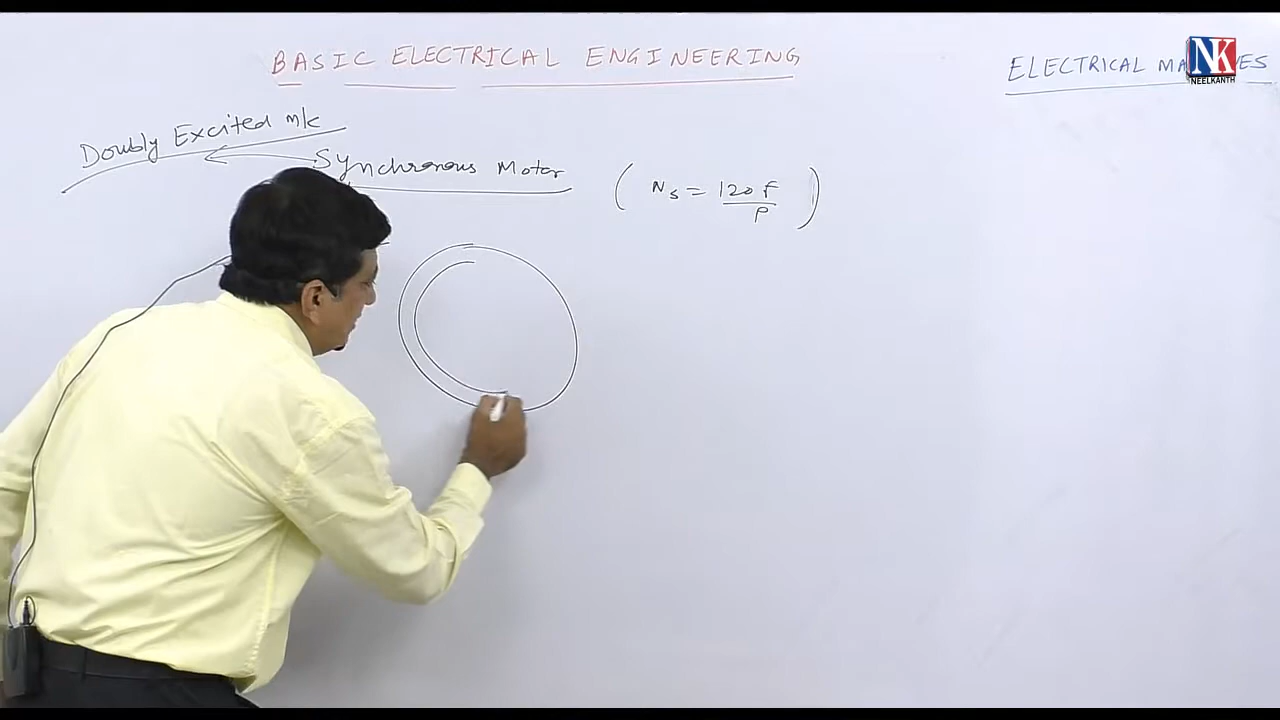 BASIC ELECTRICAL ENGINEERING
ELECTRICAL MA ES
NK
NEELKANTH
Doubly Excited m/c
Synchronous Motor ( Ns = 120 F / P )